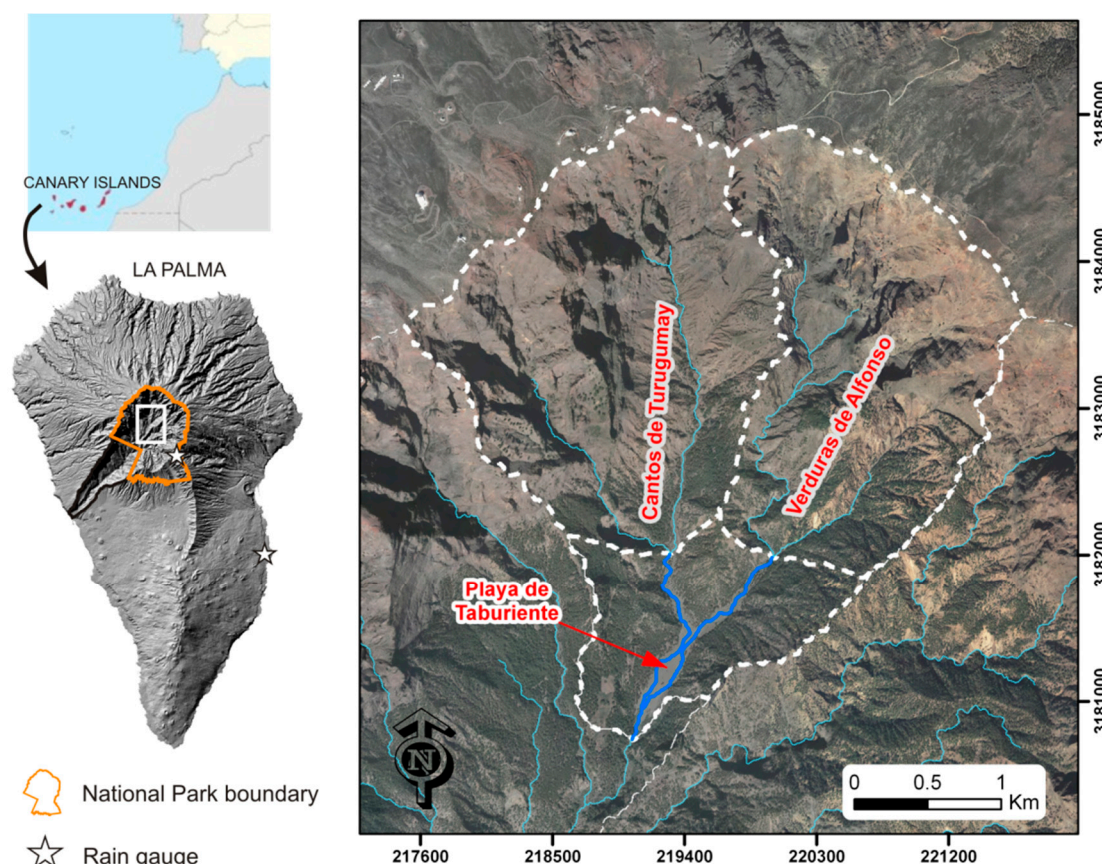 CANARY ISLANDS
LA PALMA
National Park boundary
Rain gauge
Cantos de Turugumay
Verduras de Alfonso
Playa de
Taburiente
N
0 0.5 1
Km
3185000
3184000
3183000
3182000
3181000
217600 218500 219400 220300 221200